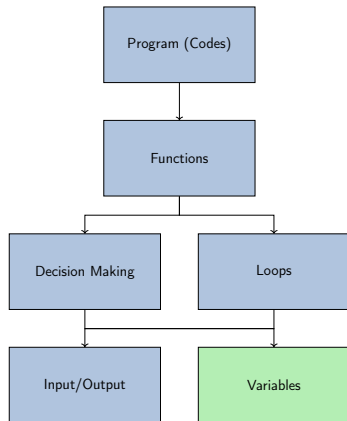 Program (Codes)
Functions
Decision Making
Loops
Input/Output
Variables